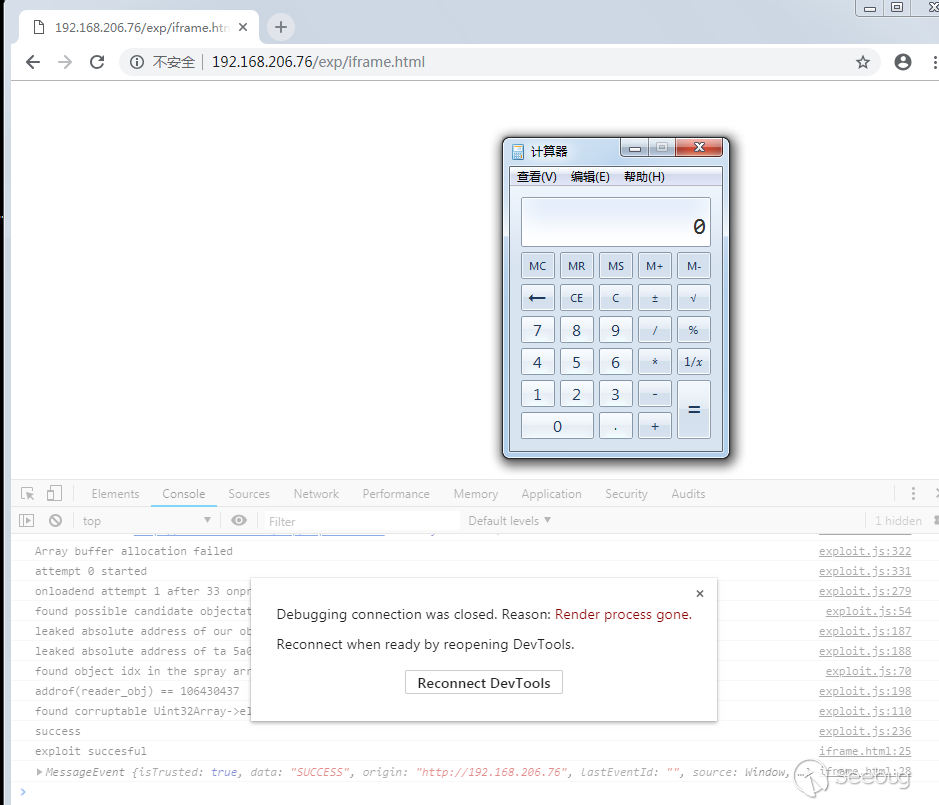 192.168.206.76/exp/iframe.htm
不安全 192.168.206.76/exp/iframe.html
计算器
查看(V) 编辑(E) 帮助(H)
0
MC MR MS M+ M-
← CE C ± √
7 8 9 / %
4 5 6 * 1/x
1 2 3 - =
0 . +
Elements Console Sources Network Performance Memory Application Security Audits
top Filter Default levels 1 hidden
Array buffer allocation failed exploit.js:322
attempt 0 started exploit.js:331
onloadend attempt 1 after 33 onpr exploit.js:279
found possible candidate objectat exploit.js:54
leaked absolute address of our ob exploit.js:187
leaked absolute address of ta 5a0 exploit.js:188
found object idx in the spray arr exploit.js:70
addrof(reader_obj) == 106430437 exploit.js:198
found corruptable Uint32Array->el exploit.js:110
success exploit.js:236
exploit succesful iframe.html:25
MessageEvent {isTrusted: true, data: "SUCCESS", origin: "http://192.168.206.76", lastEventId: "", source: Window, …} iframe.html:28
Debugging connection was closed. Reason: Render process gone.
Reconnect when ready by reopening DevTools.
Reconnect DevTools
Seebug